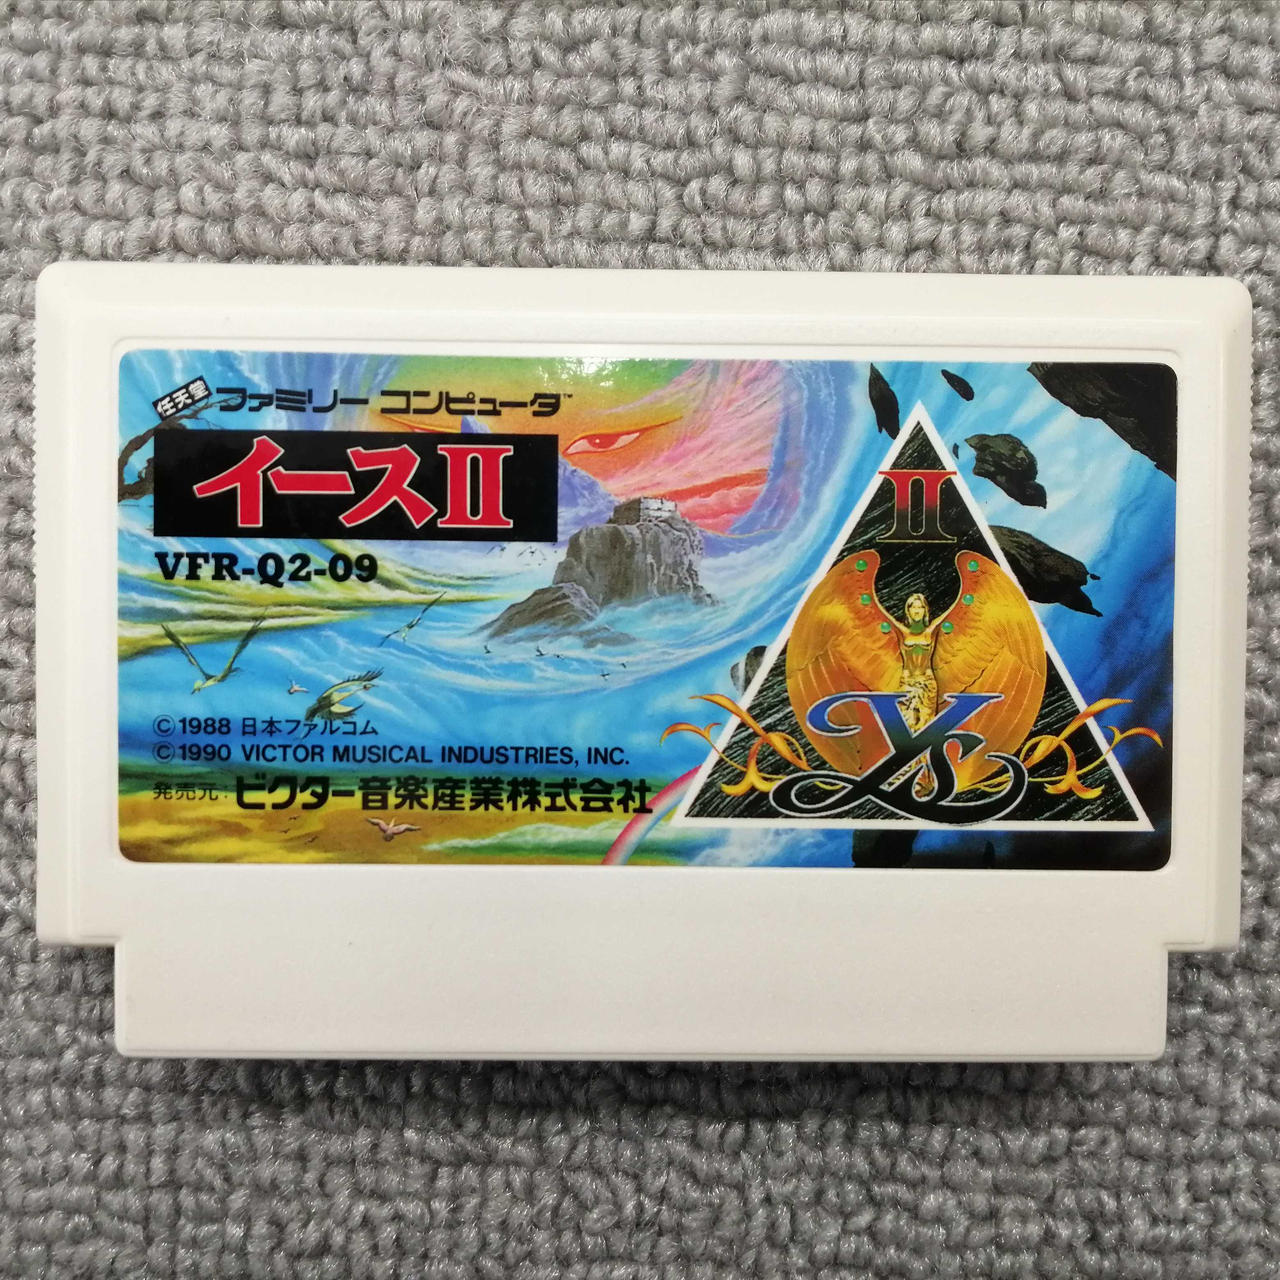 任天堂 ファミリー コンピュータ™
イースII
VFR-Q2-09
©1988 日本ファルコム
©1990 VICTOR MUSICAL INDUSTRIES, INC.
発売元：ビクター音楽産業株式会社
II
Ys